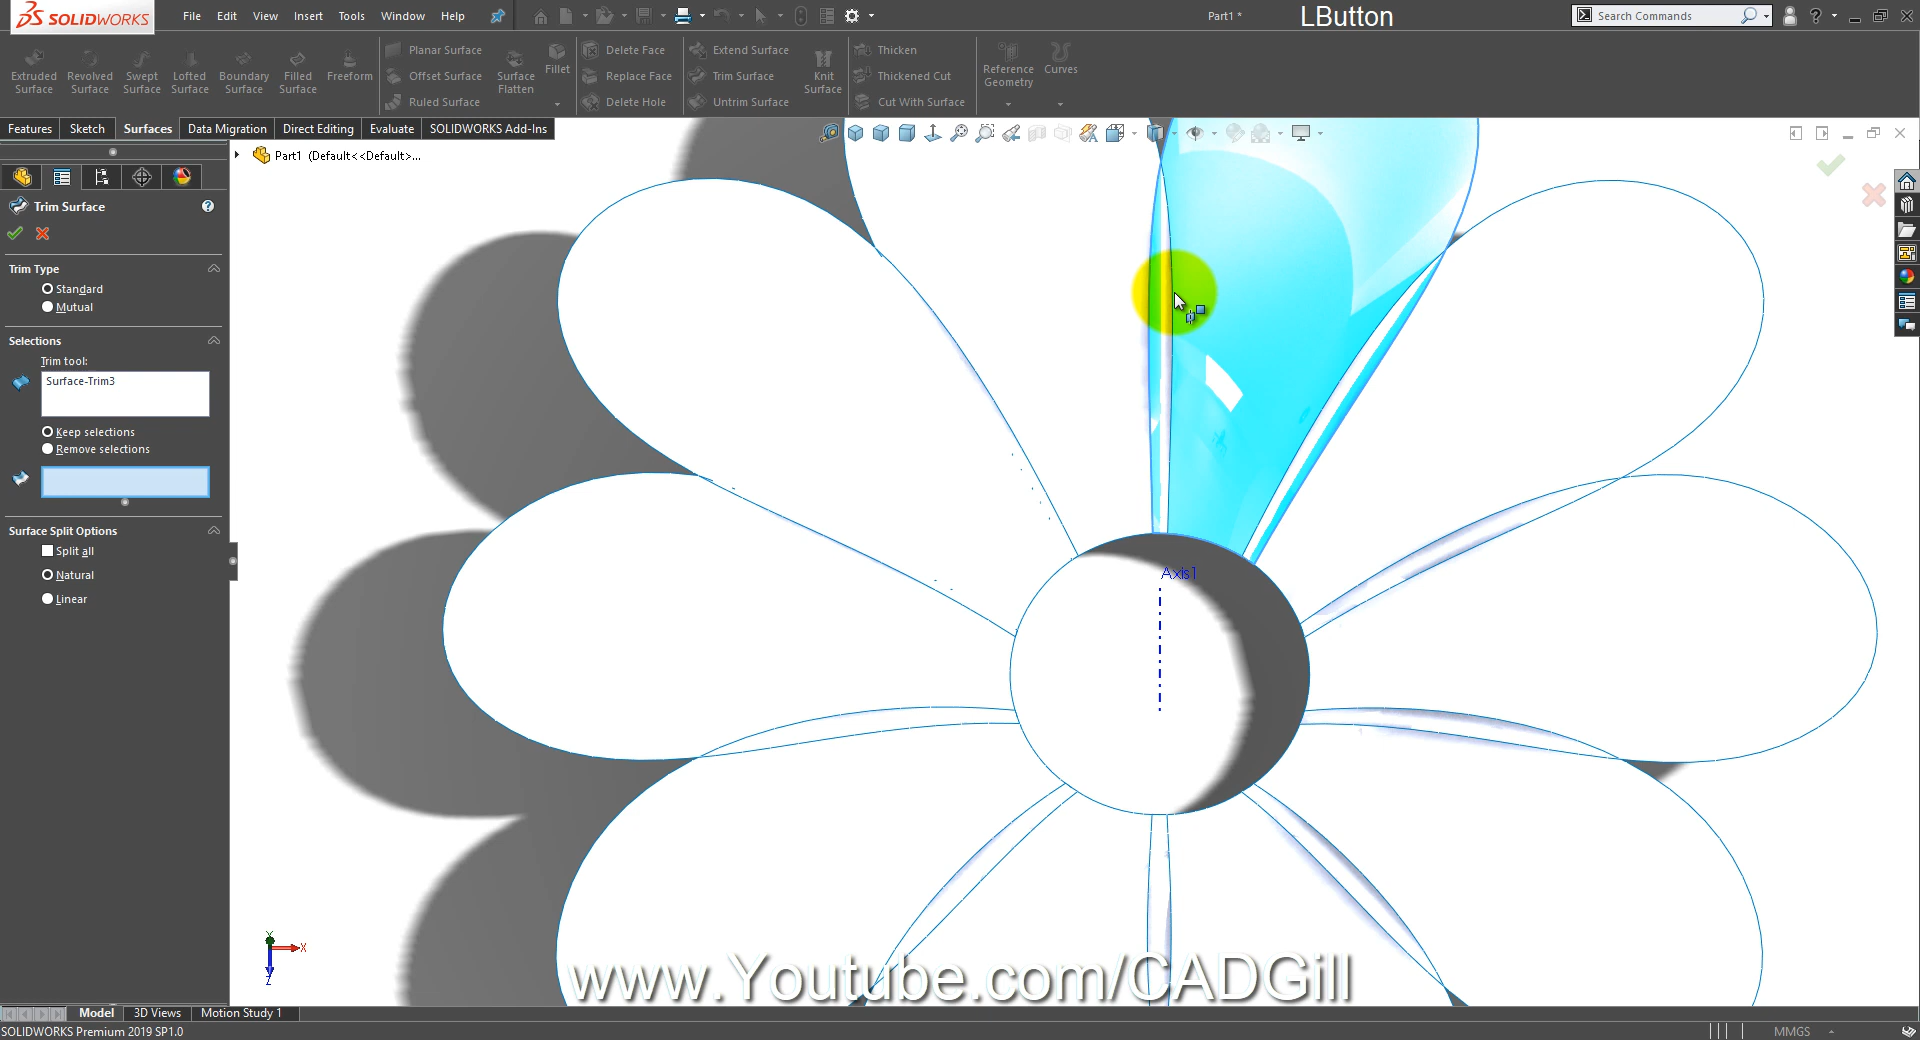 SOLIDWORKS File Edit View Insert Tools Window Help Part1 * LButton Search Commands
Extruded Surface Revolved Surface Swept Surface Lofted Surface Boundary Surface Filled Surface Freeform
Planar Surface
Offset Surface
Ruled Surface
Surface Flatten
Fillet
Delete Face
Replace Face
Delete Hole
Extend Surface
Trim Surface
Untrim Surface
Knit Surface
Thicken
Thickened Cut
Cut With Surface
Reference Geometry
Curves
Features Sketch Surfaces Data Migration Direct Editing Evaluate SOLIDWORKS Add-Ins
Part1 (Default<<Default>...
Trim Surface
Trim Type
Standard
Mutual
Selections
Trim tool:
Surface-Trim3
Keep selections
Remove selections
Surface Split Options
Split all
Natural
Linear
Axis1
Y
X
Z
www.Youtube.com/CADGill
Model 3D Views Motion Study 1
SOLIDWORKS Premium 2019 SP1.0 MMGS